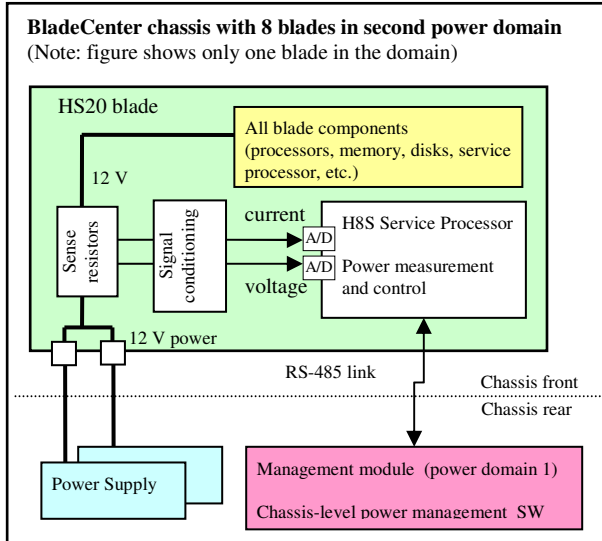 BladeCenter chassis with 8 blades in second power domain
(Note: figure shows only one blade in the domain)
HS20 blade
All blade components
(processors, memory, disks, service
processor, etc.)
12 V
Sense
resistors
Signal
conditioning
current
voltage
A/D
A/D
H8S Service Processor
Power measurement
and control
12 V power
RS-485 link
Chassis front
Chassis rear
Power Supply
Management module (power domain 1)
Chassis-level power management SW